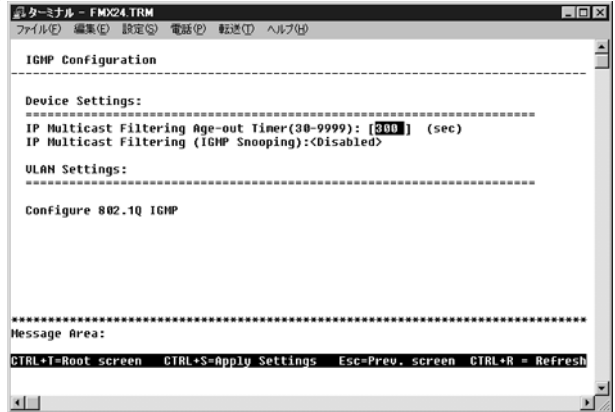 ターミナル - FMX24.TRM
ファイル(F) 編集(E) 設定(S) 電話(P) 転送(T) ヘルプ(H)
IGMP Configuration
Device Settings:
IP Multicast Filtering Age-out Timer(30-9999): [300 ] (sec)
IP Multicast Filtering (IGMP Snooping):<Disabled>
VLAN Settings:
Configure 802.1Q IGMP
Message Area:
CTRL+T=Root screen CTRL+S=Apply Settings Esc=Prev. screen CTRL+R = Refresh